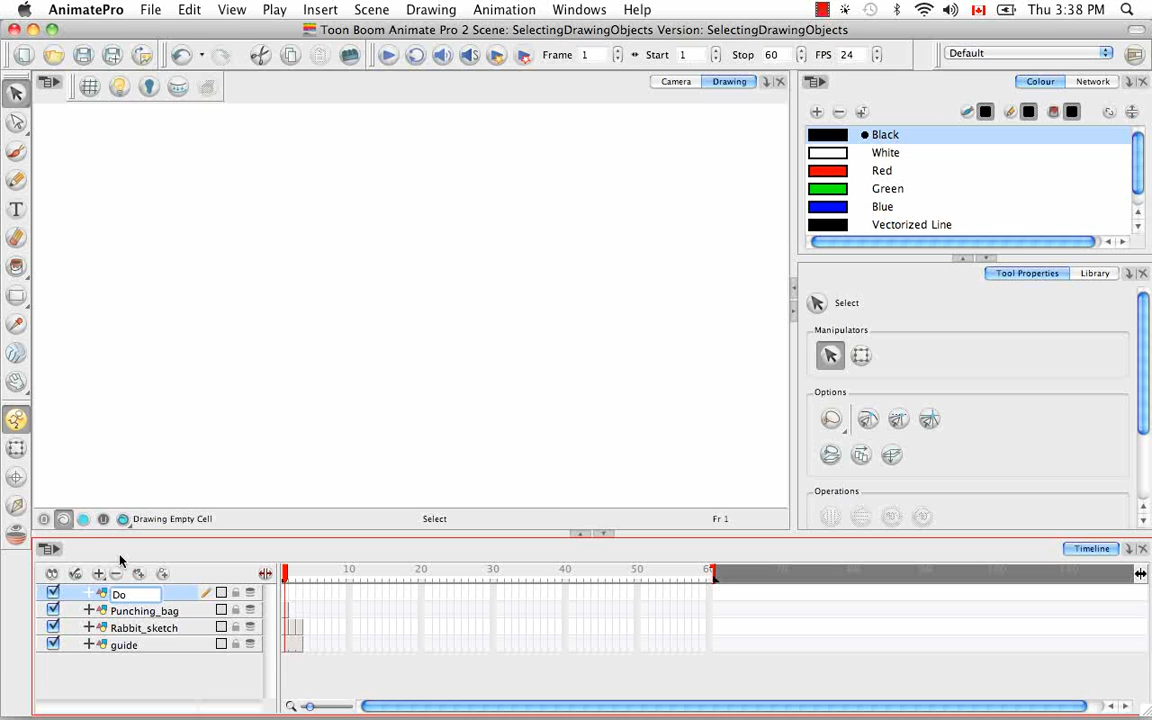 AnimatePro File Edit View Play Insert Scene Drawing Animation Windows Help Thu 3:38 PM
Toon Boom Animate Pro 2 Scene: SelectingDrawingObjects Version: SelectingDrawingObjects
Frame 1 Start 1 Stop 60 FPS 24 Default
Camera Drawing Colour Network
Black
White
Red
Green
Blue
Vectorized Line
Tool Properties Library
Select
Manipulators
Options
Operations
Drawing Empty Cell Select Fr 1
Timeline
10 20 30 40 50
Do
Punching_bag
Rabbit_sketch
guide